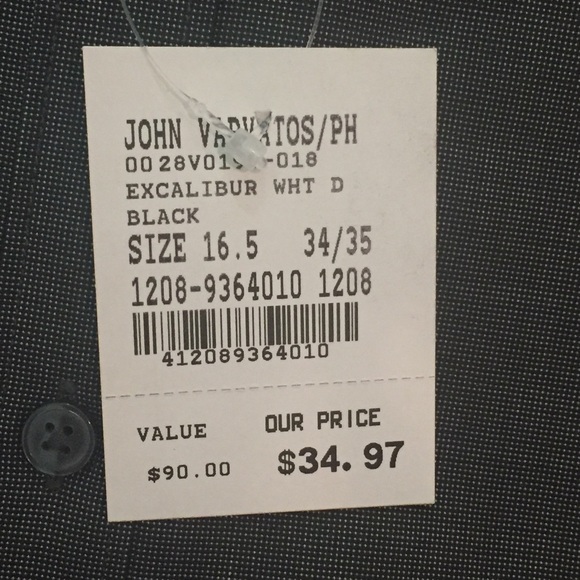 JOHN VARVATOS/PH
EXCALIBUR WHT D
BLACK
SIZE 16.5 34/35
1208-9364010 1208
412089364010
VALUE
OUR PRICE
$90.00
$34.97